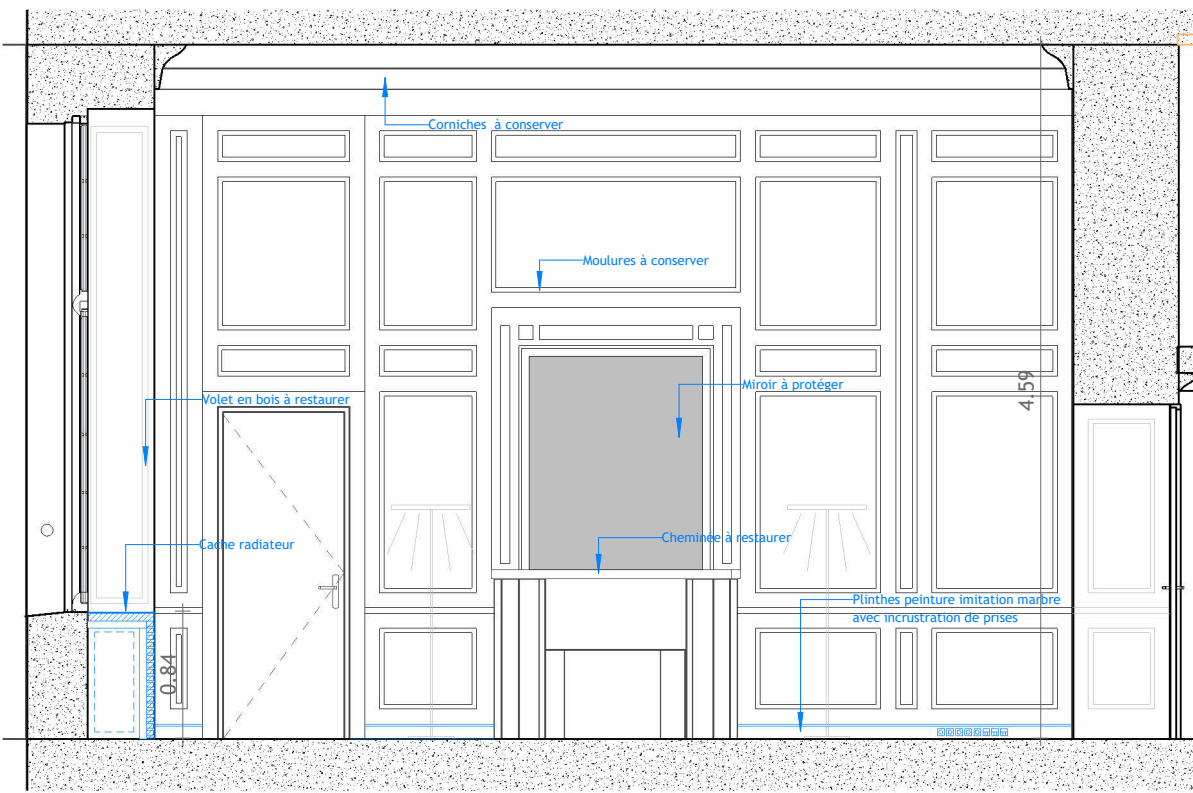 Corniches à conserver
Moulures à conserver
Miroir à protéger
4.59
Volet en bois à restaurer
Cheminée à restaurer
Cache radiateur
Plinthes peinture imitation marbre
avec incrustation de prises
0.84